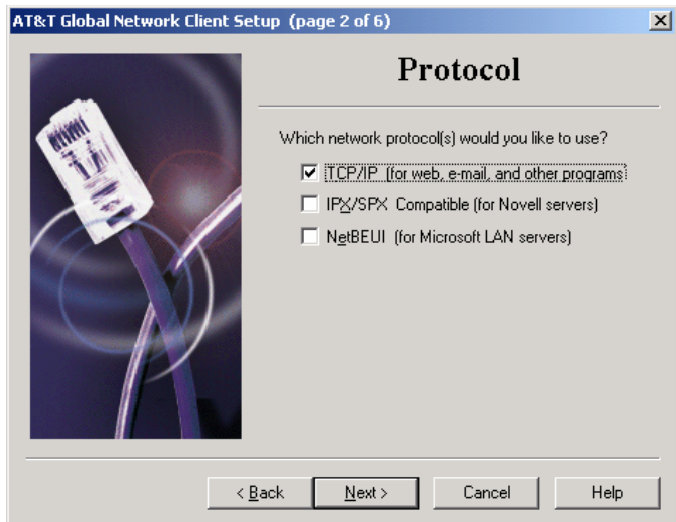 AT&T Global Network Client Setup (page 2 of 6)
Protocol
Which network protocol(s) would you like to use?
TCP/IP (for web, e-mail, and other programs
IPX/SPX Compatible (for Novell servers)
NetBEUI (for Microsoft LAN servers)
< Back Next > Cancel Help